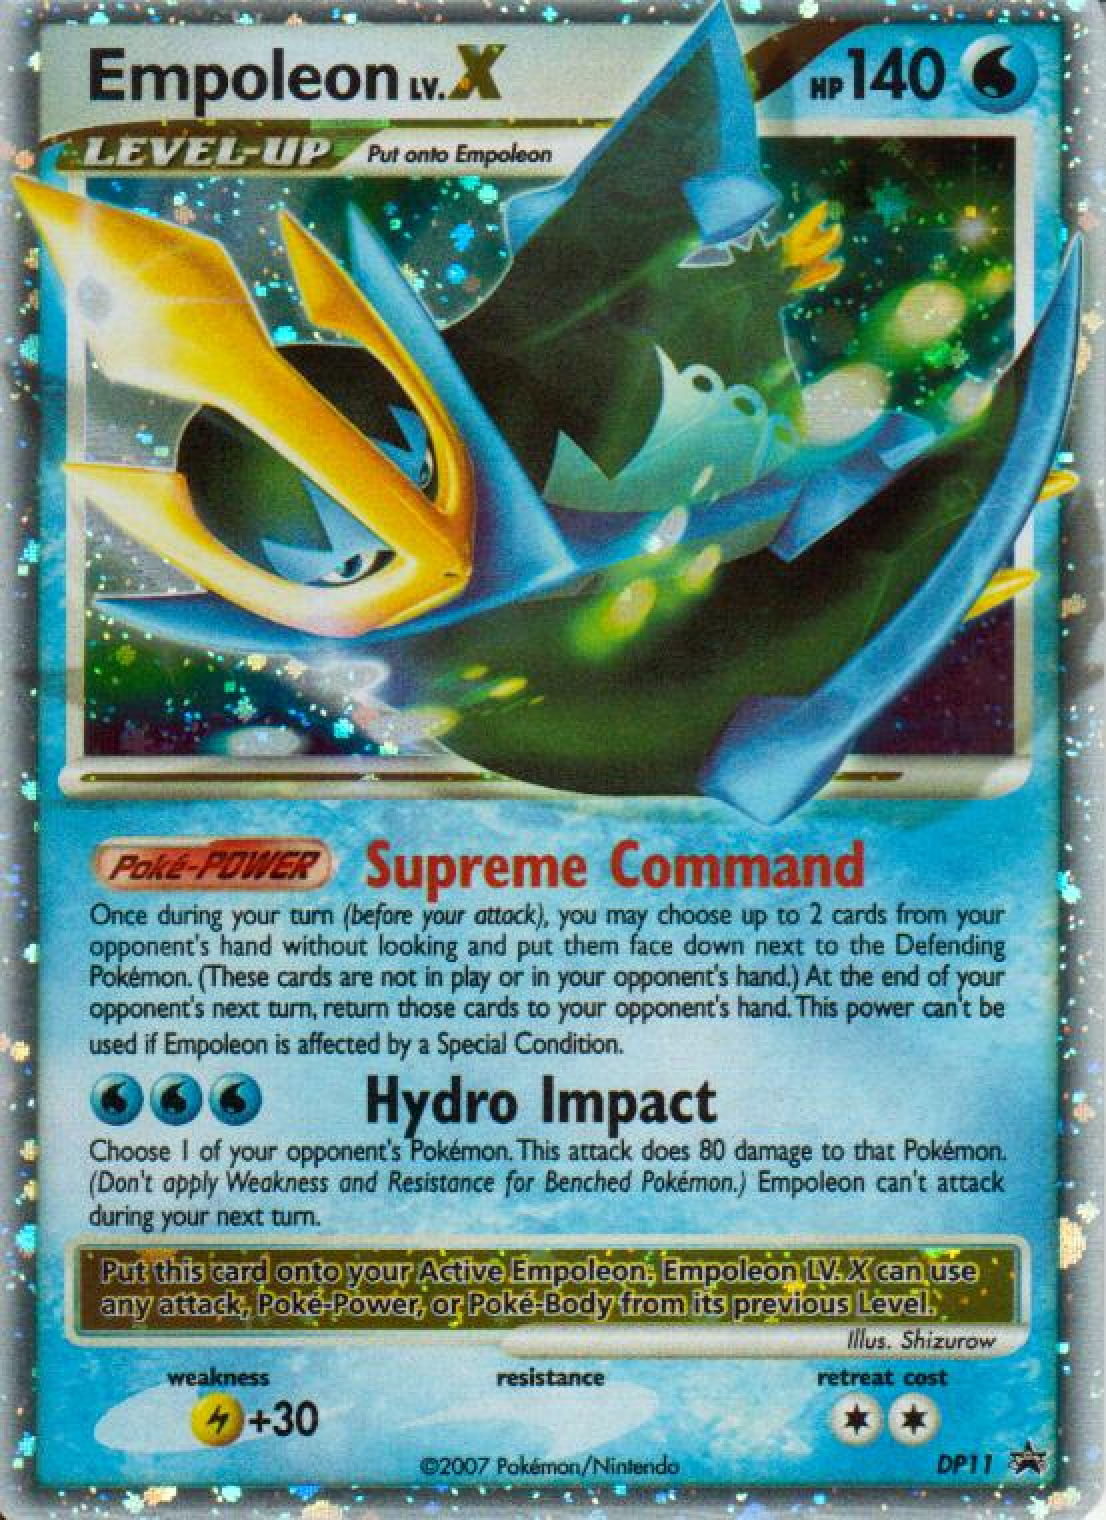 Empoleon LV.X HP 140
LEVEL-UP Put onto Empoleon
Poké-POWER Supreme Command
Once during your turn (before your attack), you may choose up to 2 cards from your
opponent's hand without looking and put them face down next to the Defending
Pokémon. (These cards are not in play or in your opponent's hand.) At the end of your
opponent's next turn, return those cards to your opponent's hand. This power can't be
used if Empoleon is affected by a Special Condition.
Hydro Impact
Choose 1 of your opponent's Pokémon. This attack does 80 damage to that Pokémon.
(Don't apply Weakness and Resistance for Benched Pokémon.) Empoleon can't attack
during your next turn.
Put this card onto your Active Empoleon. Empoleon LV. X can use
any attack, Poké-Power, or Poké-Body from its previous Level.
Illus. Shizurow
weakness resistance retreat cost
+30
©2007 Pokémon/Nintendo DP11